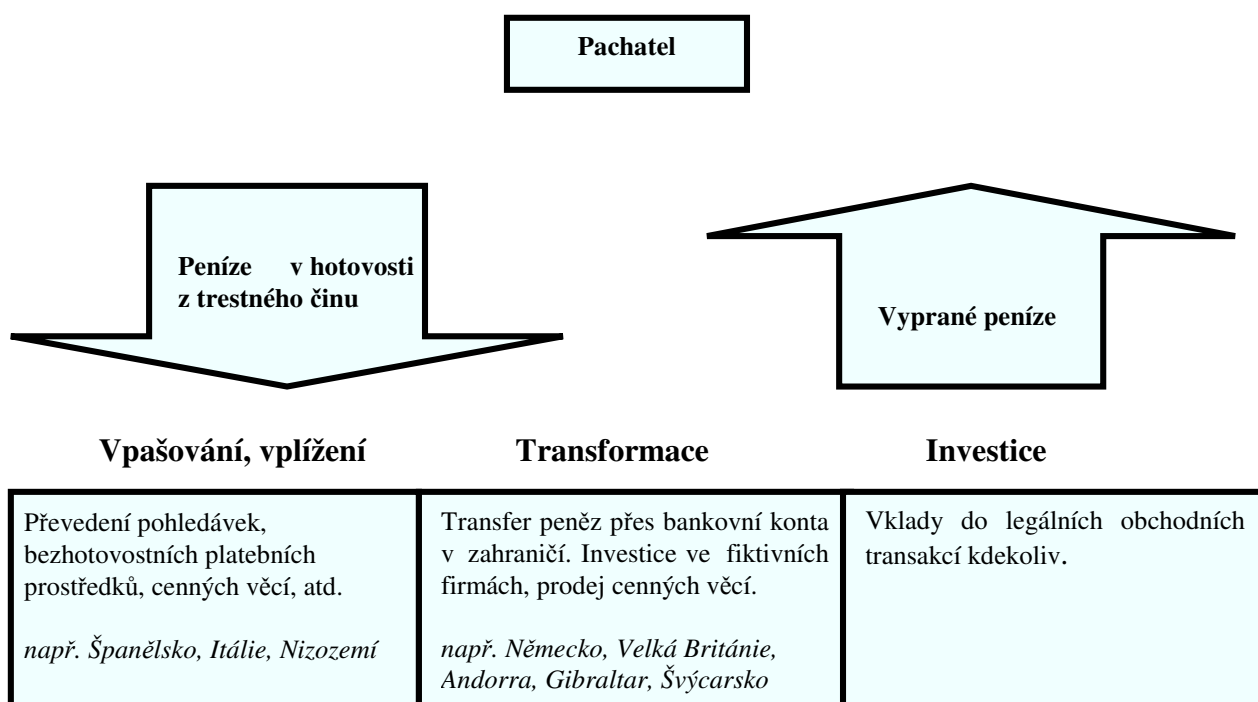 Pachatel
Peníze v hotovosti
z trestného činu
Vyprané peníze
Vpašování, vplížení
Transformace
Investice
Převedení pohledávek,
bezhotovostních platebních
prostředků, cenných věcí, atd.
např. Španělsko, Itálie, Nizozemí
Transfer peněz přes bankovní konta
v zahraničí. Investice ve fiktivních
firmách, prodej cenných věcí.
např. Německo, Velká Británie,
Andorra, Gibraltar, Švýcarsko
Vklady do legálních obchodních
transakcí kdekoliv.